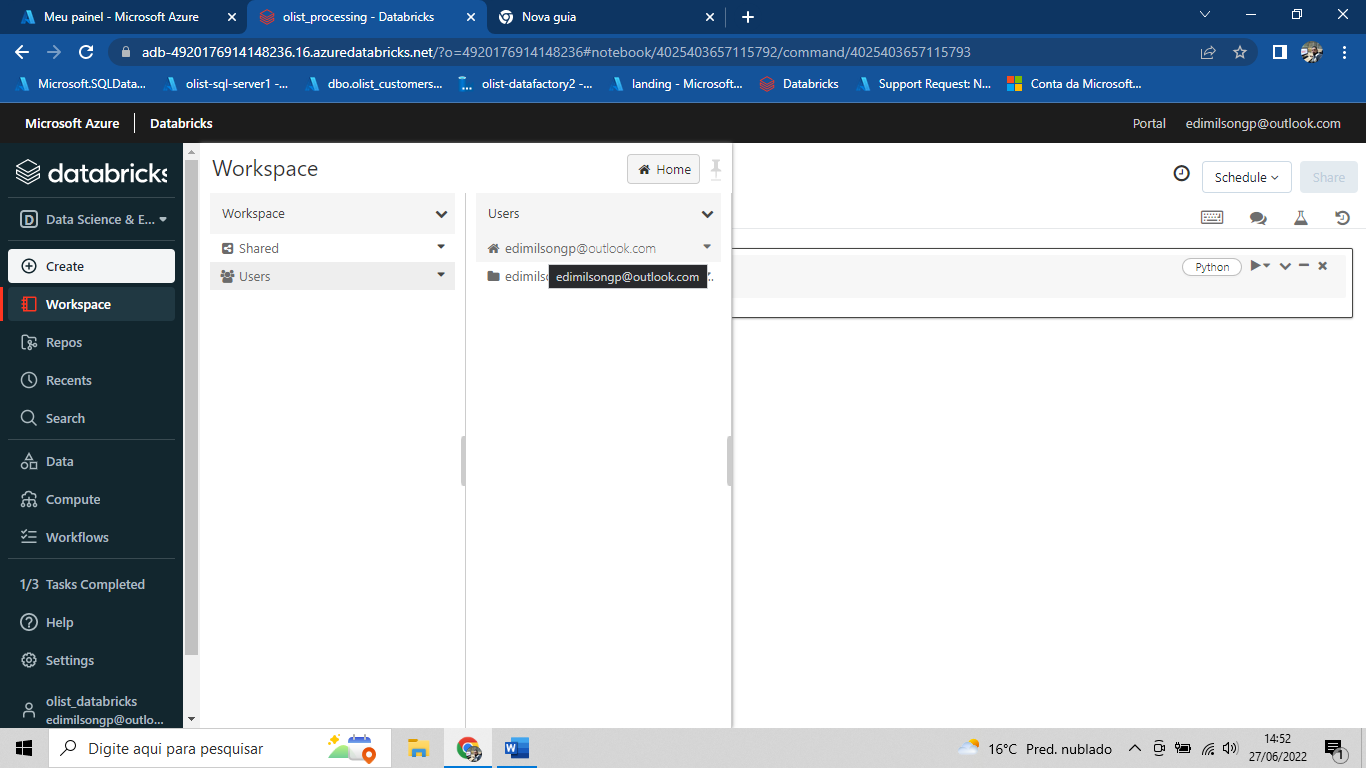 Meu painel - Microsoft Azure
olist_processing - Databricks
Nova guia
adb-4920176914148236.16.azuredatabricks.net/?o=4920176914148236#notebook/4025403657115792/command/4025403657115793
Microsoft.SQLData...
olist-sql-server1 -...
dbo.olist_customers...
olist-datafactory2 -...
landing - Microsoft...
Databricks
Support Request: N...
Conta da Microsoft...
Microsoft Azure
Databricks
Portal
edimilsongp@outlook.com
databricks
D Data Science & E...
Create
Workspace
Repos
Recents
Search
Data
Compute
Workflows
1/3 Tasks Completed
Help
Settings
olist_databricks
edimilsongp@outlo...
Workspace
Home
Workspace
Shared
Users
Users
edimilsongp@outlook.com
edimilsongp@outlook.com
Schedule
Share
Python
Digite aqui para pesquisar
16°C Pred. nublado
14:52
27/06/2022
1